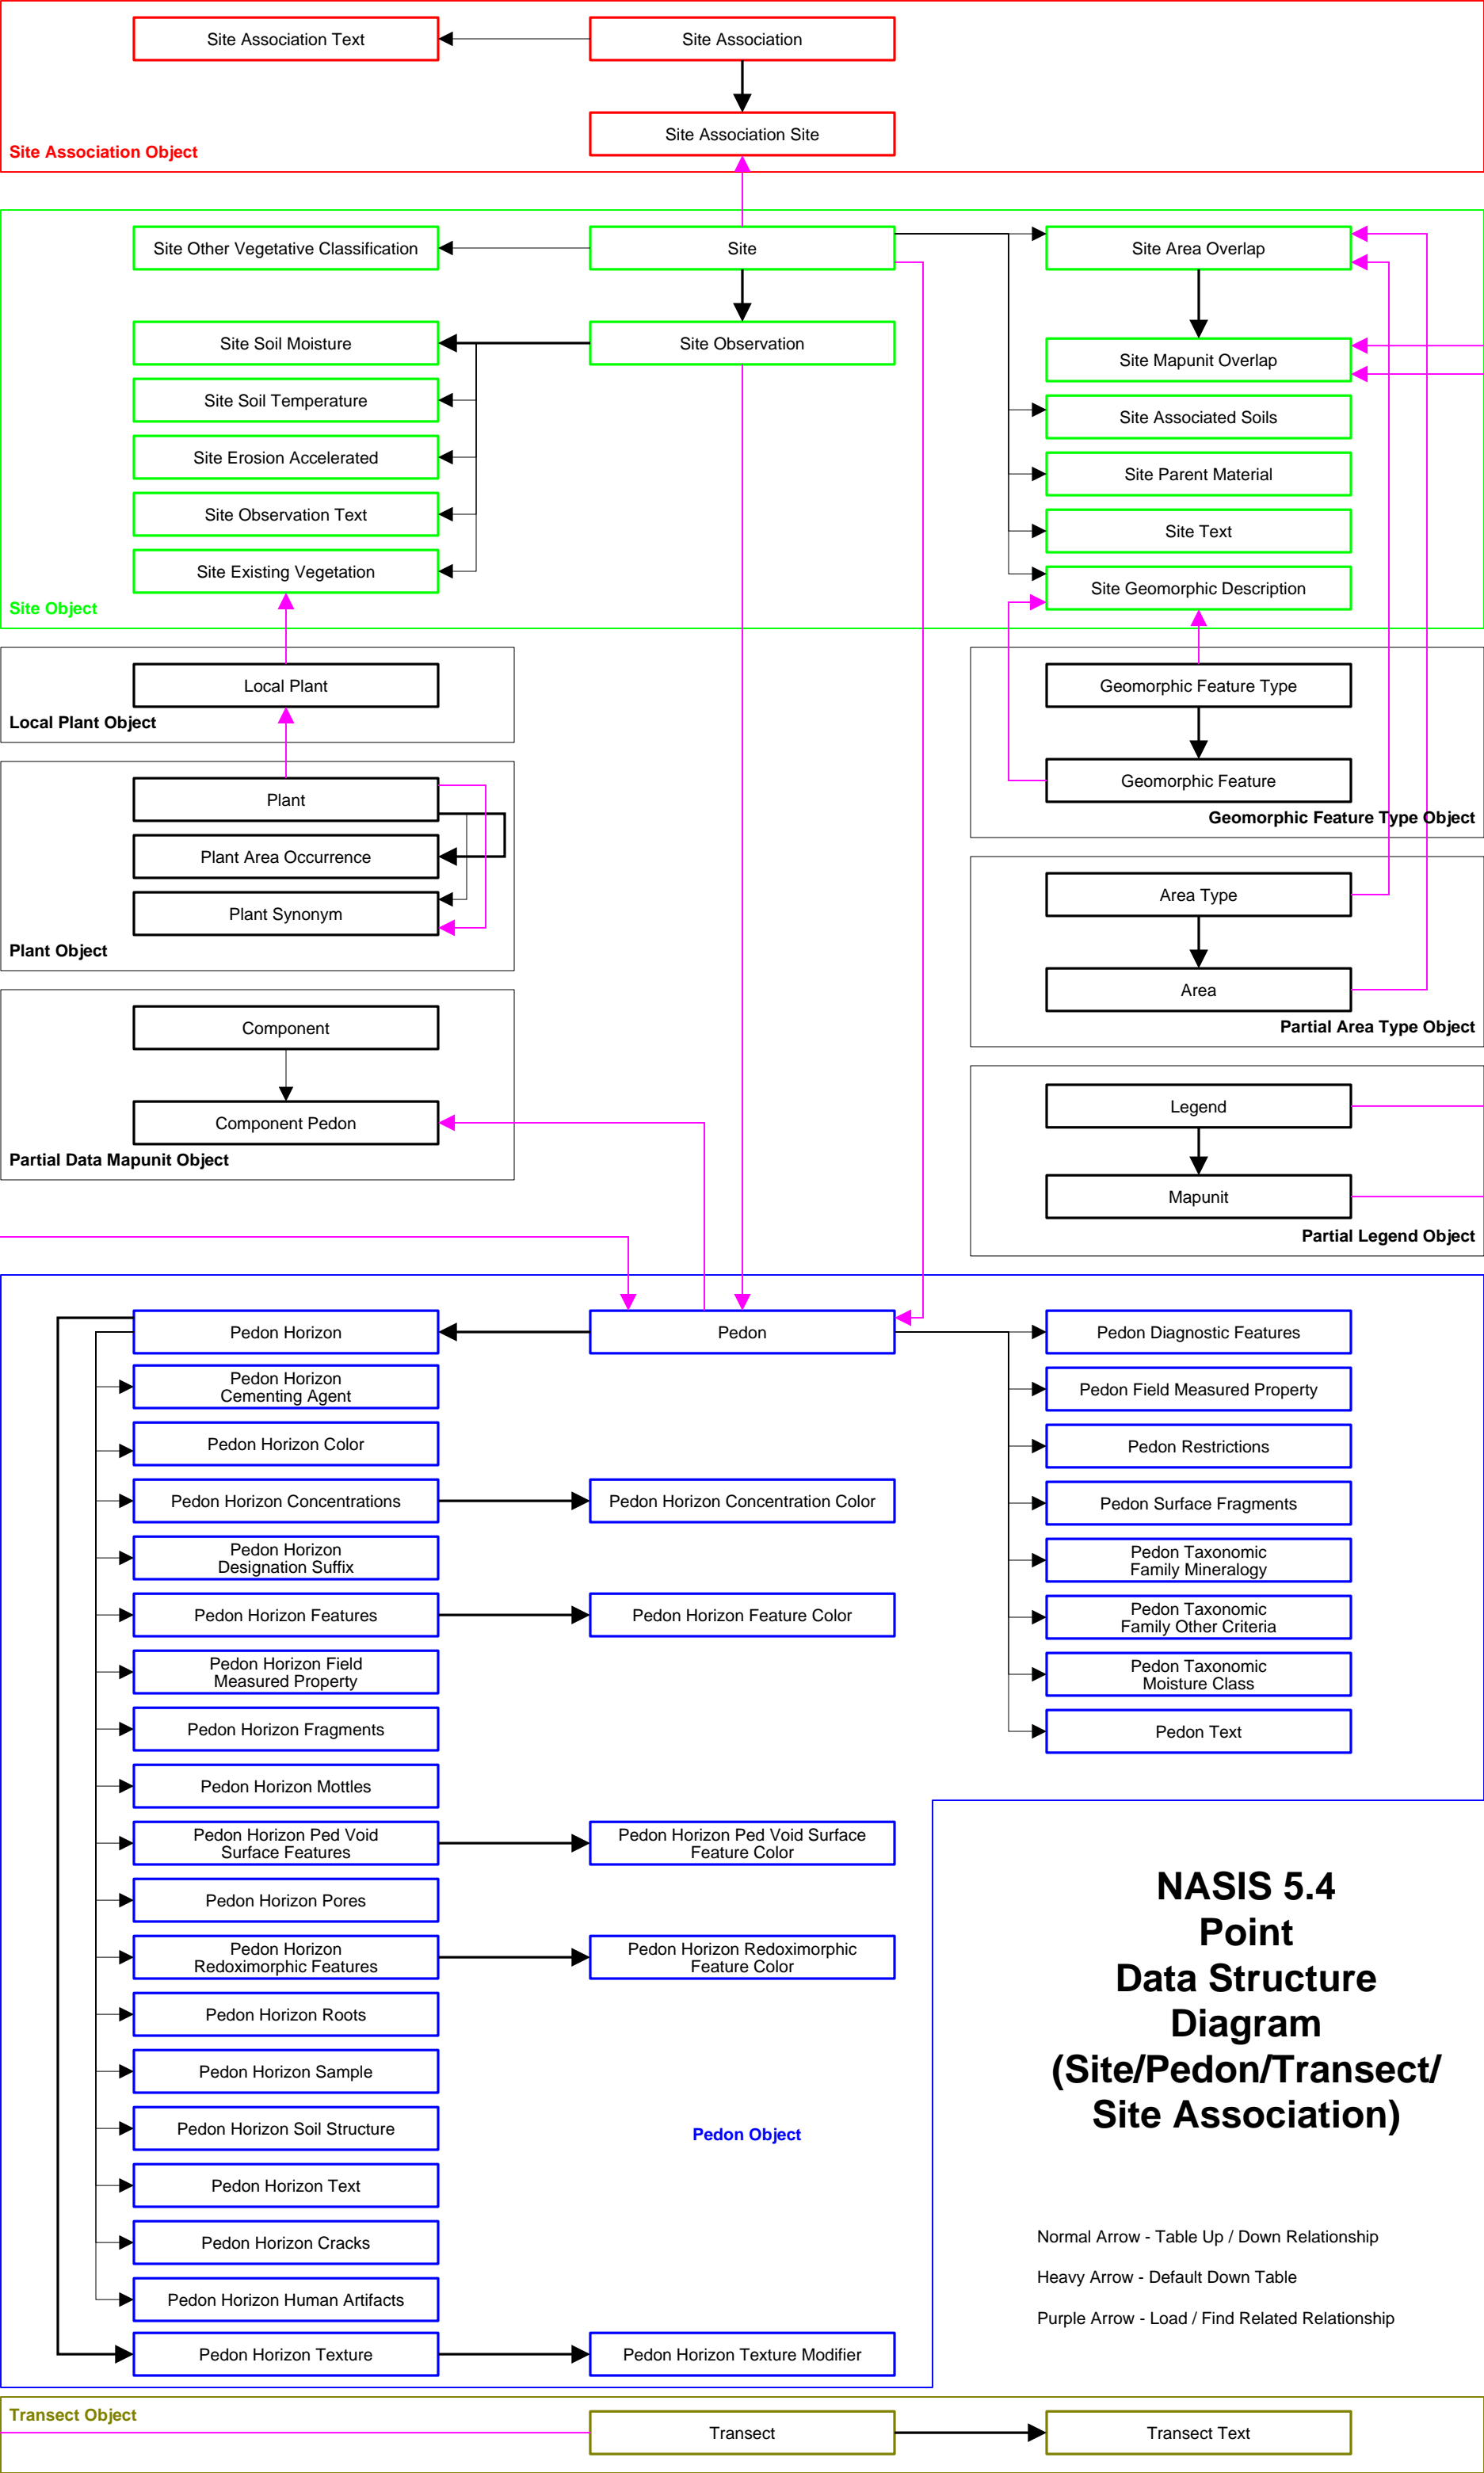 Site Association Text
Site Association
Site Association Site
Site Association Object
Site Other Vegetative Classification
Site
Site Area Overlap
Site Soil Moisture
Site Observation
Site Mapunit Overlap
Site Soil Temperature
Site Associated Soils
Site Erosion Accelerated
Site Parent Material
Site Observation Text
Site Text
Site Existing Vegetation
Site Geomorphic Description
Site Object
Local Plant
Local Plant Object
Geomorphic Feature Type
Geomorphic Feature
Geomorphic Feature Type Object
Plant
Plant Area Occurrence
Plant Synonym
Plant Object
Area Type
Area
Partial Area Type Object
Component
Component Pedon
Partial Data Mapunit Object
Legend
Mapunit
Partial Legend Object
Pedon Horizon
Pedon
Pedon Diagnostic Features
Pedon Horizon
Cementing Agent
Pedon Field Measured Property
Pedon Horizon Color
Pedon Restrictions
Pedon Horizon Concentrations
Pedon Horizon Concentration Color
Pedon Surface Fragments
Pedon Horizon
Designation Suffix
Pedon Taxonomic
Family Mineralogy
Pedon Horizon Features
Pedon Horizon Feature Color
Pedon Taxonomic
Family Other Criteria
Pedon Horizon Field
Measured Property
Pedon Taxonomic
Moisture Class
Pedon Horizon Fragments
Pedon Text
Pedon Horizon Mottles
Pedon Horizon Ped Void
Surface Features
Pedon Horizon Ped Void Surface
Feature Color
Pedon Horizon Pores
Pedon Horizon
Redoximorphic Features
Pedon Horizon Redoximorphic
Feature Color
Pedon Horizon Roots
Pedon Horizon Sample
Pedon Horizon Soil Structure
Pedon Object
Pedon Horizon Text
Pedon Horizon Cracks
Pedon Horizon Human Artifacts
Pedon Horizon Texture
Pedon Horizon Texture Modifier
NASIS 5.4
Point
Data Structure
Diagram
(Site/Pedon/Transect/
Site Association)
Normal Arrow - Table Up / Down Relationship
Heavy Arrow - Default Down Table
Purple Arrow - Load / Find Related Relationship
Transect Object
Transect
Transect Text